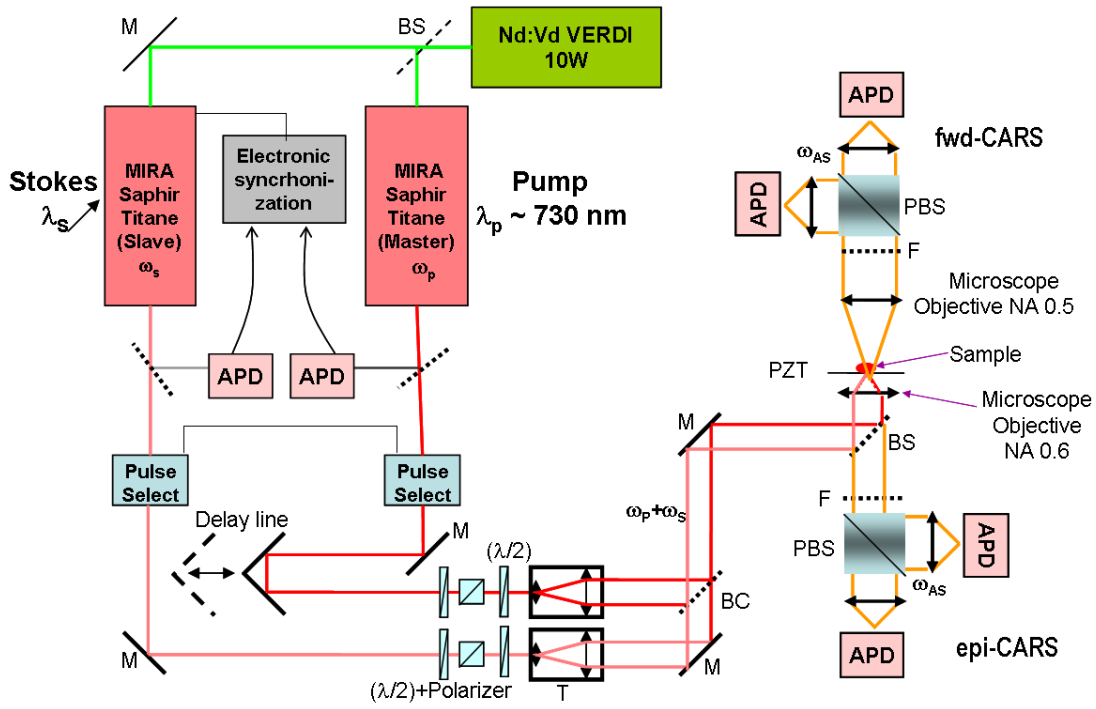 M
BS
Nd:Vd VERDI
10W
MIRA
Saphir
Titane
(Slave)
ωs
Electronic
syncrhoni-
zation
MIRA
Saphir
Titane
(Master)
ωp
Stokes
λs
Pump
λp ~ 730 nm
APD
APD
Pulse
Select
Pulse
Select
Delay line
M
(λ/2)
M
(λ/2)+Polarizer
T
BC
M
M
ωP+ωS
APD
fwd-CARS
ωAS
APD
PBS
F
Microscope
Objective NA 0.5
Sample
PZT
Microscope
Objective
NA 0.6
BS
F
PBS
APD
ωAS
APD
epi-CARS